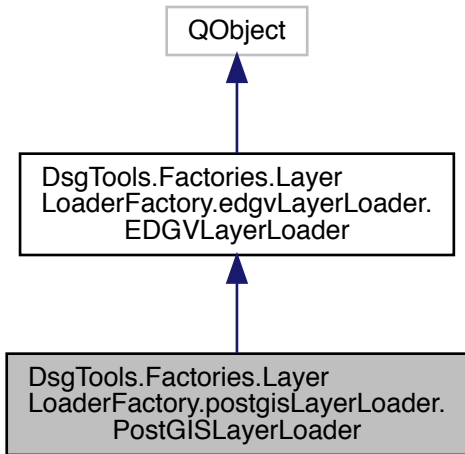 QObject
DsgTools.Factories.Layer
LoaderFactory.edgvLayerLoader.
EDGVLayerLoader
DsgTools.Factories.Layer
LoaderFactory.postgisLayerLoader.
PostGISLayerLoader